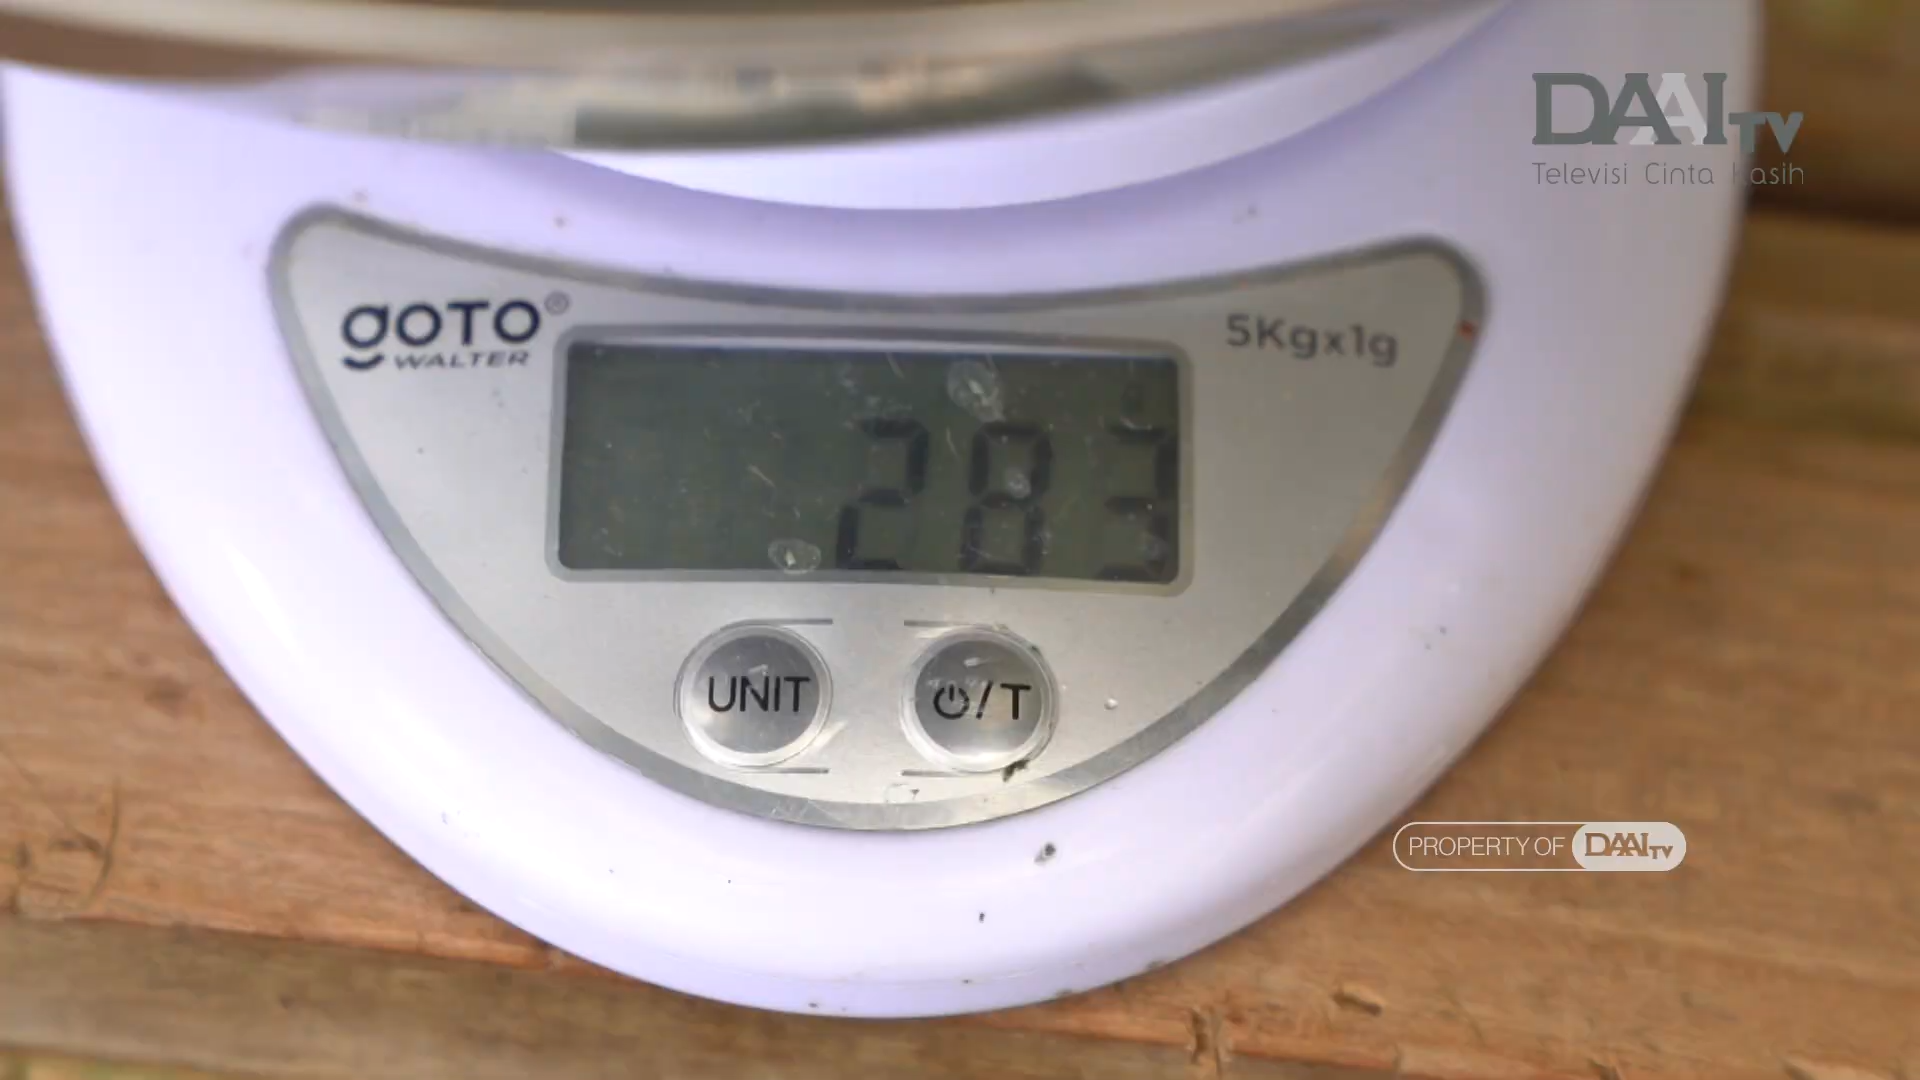 DAAI TV
Televisi Cinta Kasih
goTO®
WALTER
5Kgx1g
283
UNIT
⏻/T
PROPERTY OF DAAI TV